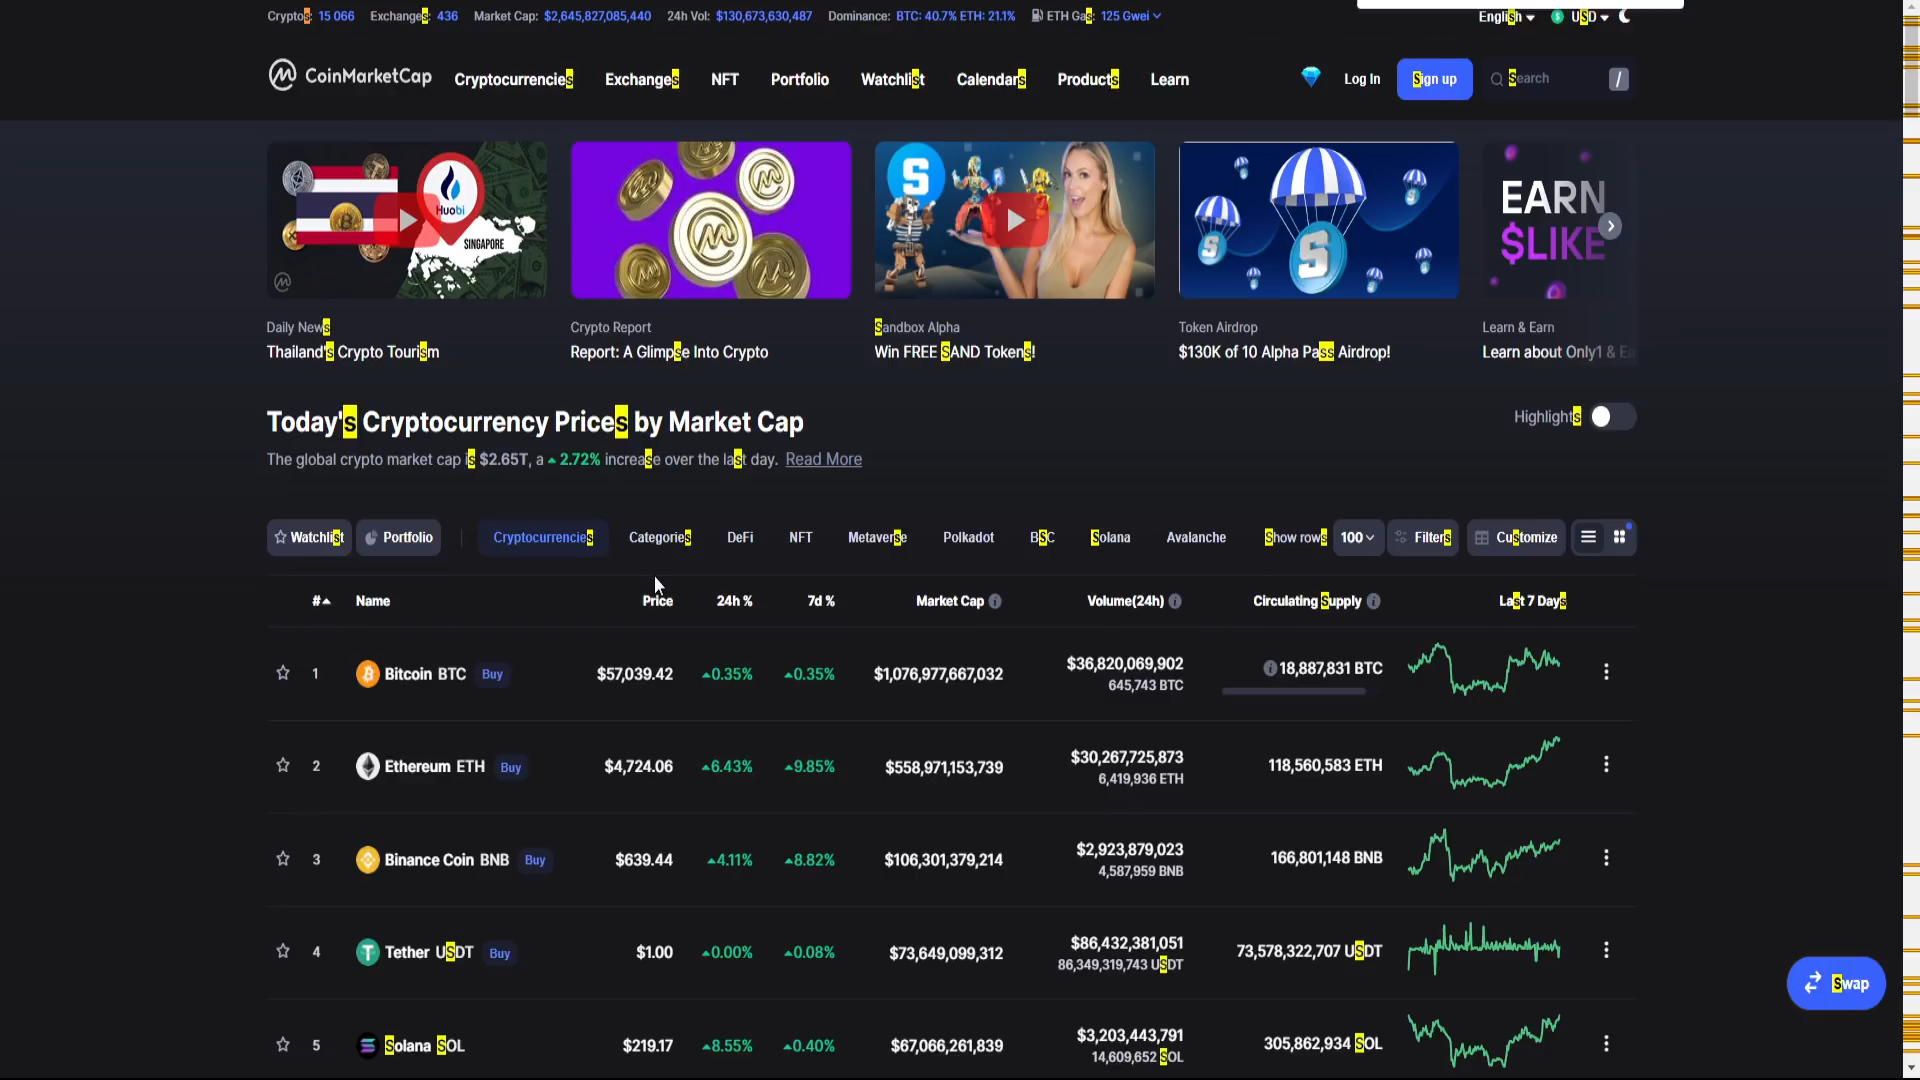 Cryptos: 15 066 Exchanges: 436 Market Cap: $2,645,827,085,440 24h Vol: $130,673,630,487 Dominance: BTC: 40.7% ETH: 21.1% ETH Gas: 125 Gwei English USD
CoinMarketCap Cryptocurrencies Exchanges NFT Portfolio Watchlist Calendars Products Learn Log In Sign up Search /
Huobi
SINGAPORE
S
S
S
S
EARN
$LIKE
Daily News
Thailand's Crypto Tourism
Crypto Report
Report: A Glimpse Into Crypto
Sandbox Alpha
Win FREE SAND Tokens!
Token Airdrop
$130K of 10 Alpha Pass Airdrop!
Learn & Earn
Learn about Only1 & Ea
Today's Cryptocurrency Prices by Market Cap
Highlights
The global crypto market cap is $2.65T, a 2.72% increase over the last day. Read More
Watchlist Portfolio Cryptocurrencies Categories DeFi NFT Metaverse Polkadot BSC Solana Avalanche Show rows 100 Filters Customize
# Name Price 24h % 7d % Market Cap Volume(24h) Circulating Supply Last 7 Days
1 Bitcoin BTC Buy $57,039.42 0.35% 0.35% $1,076,977,667,032 $36,820,069,902 18,887,831 BTC
645,743 BTC
2 Ethereum ETH Buy $4,724.06 6.43% 9.85% $558,971,153,739 $30,267,725,873 118,560,583 ETH
6,419,936 ETH
3 Binance Coin BNB Buy $639.44 4.11% 8.82% $106,301,379,214 $2,923,879,023 166,801,148 BNB
4,587,959 BNB
4 Tether USDT Buy $1.00 0.00% 0.08% $73,649,099,312 $86,432,381,051 73,578,322,707 USDT
86,349,319,743 USDT
Swap
5 Solana SOL $219.17 8.55% 0.40% $67,066,261,839 $3,203,443,791 305,862,934 SOL
14,609,652 SOL